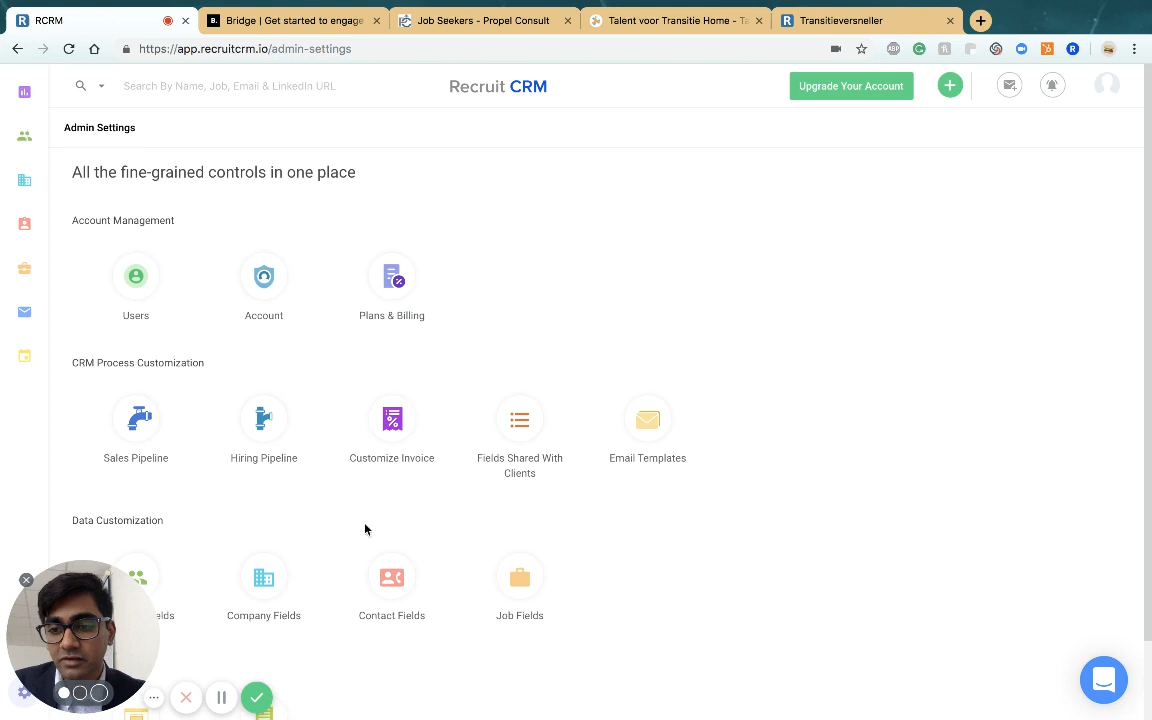 RCRM
Bridge | Get started to engage
Job Seekers - Propel Consult
Talent voor Transitie Home - Ta
Transitieversneller
https://app.recruitcrm.io/admin-settings
ABP
Search By Name, Job, Email & LinkedIn URL
Recruit CRM
Upgrade Your Account
Admin Settings
All the fine-grained controls in one place
Account Management
Users
Account
Plans & Billing
CRM Process Customization
Sales Pipeline
Hiring Pipeline
Customize Invoice
Fields Shared With
Clients
Email Templates
Data Customization
elds
Company Fields
Contact Fields
Job Fields